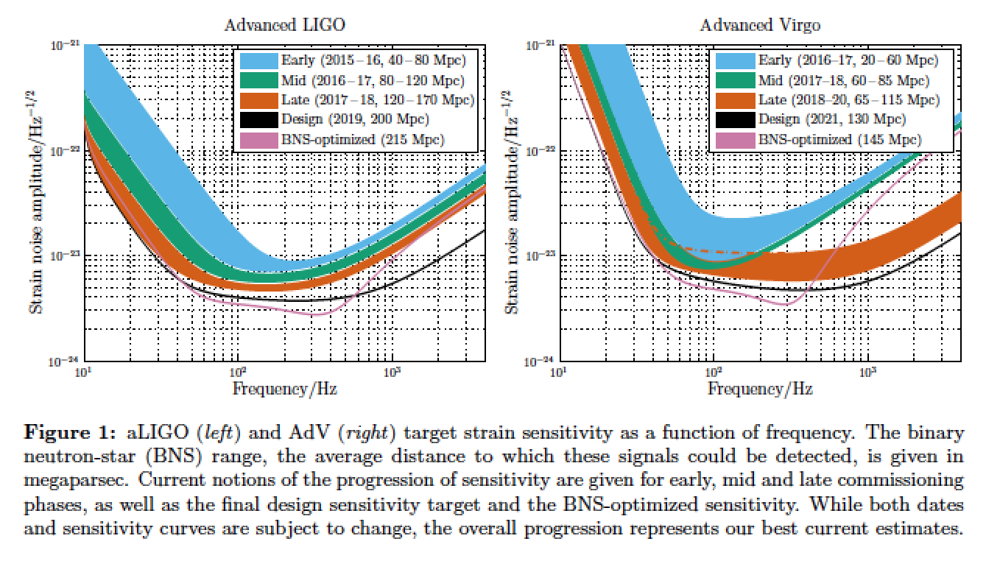 Advanced LIGO
10⁻²¹
10⁻²²
10⁻²³
10⁻²⁴
Strain noise amplitude/Hz⁻¹/²
Early (2015–16, 40–80 Mpc)
Mid (2016–17, 80–120 Mpc)
Late (2017–18, 120–170 Mpc)
Design (2019, 200 Mpc)
BNS-optimized (215 Mpc)
10¹ 10² 10³
Frequency/Hz
Advanced Virgo
10⁻²¹
10⁻²²
10⁻²³
10⁻²⁴
Strain noise amplitude/Hz⁻¹/²
Early (2016–17, 20–60 Mpc)
Mid (2017–18, 60–85 Mpc)
Late (2018–20, 65–115 Mpc)
Design (2021, 130 Mpc)
BNS-optimized (145 Mpc)
10¹ 10² 10³
Frequency/Hz
Figure 1: aLIGO (left) and AdV (right) target strain sensitivity as a function of frequency. The binary
neutron-star (BNS) range, the average distance to which these signals could be detected, is given in
megaparsec. Current notions of the progression of sensitivity are given for early, mid and late commissioning
phases, as well as the final design sensitivity target and the BNS-optimized sensitivity. While both dates
and sensitivity curves are subject to change, the overall progression represents our best current estimates.